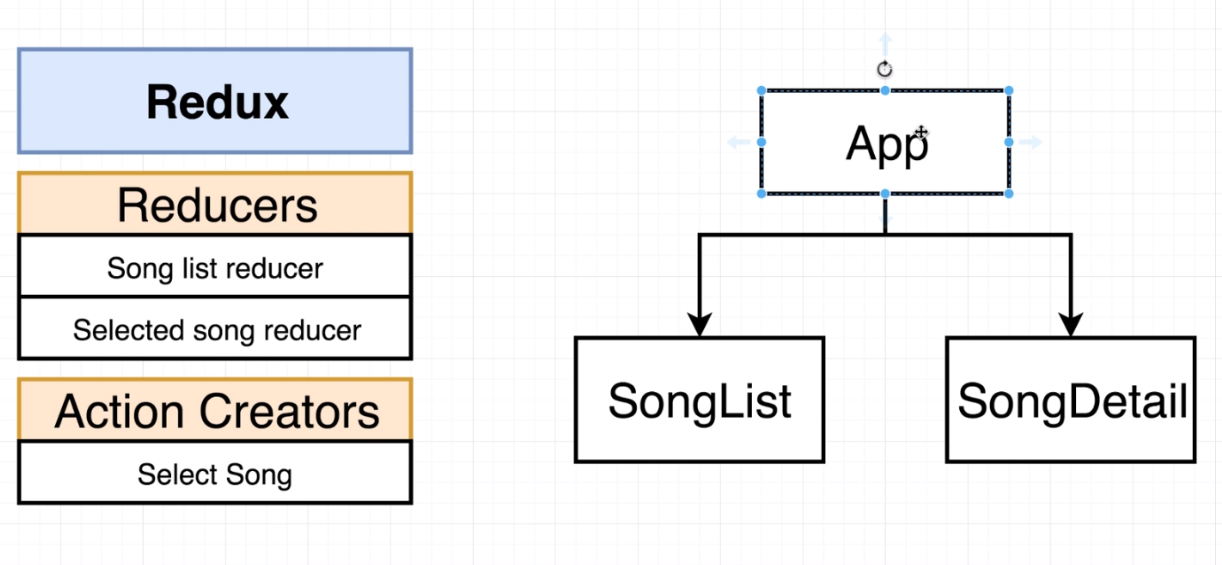 Redux
Reducers
Song list reducer
Selected song reducer
Action Creators
Select Song
App
SongList
SongDetail